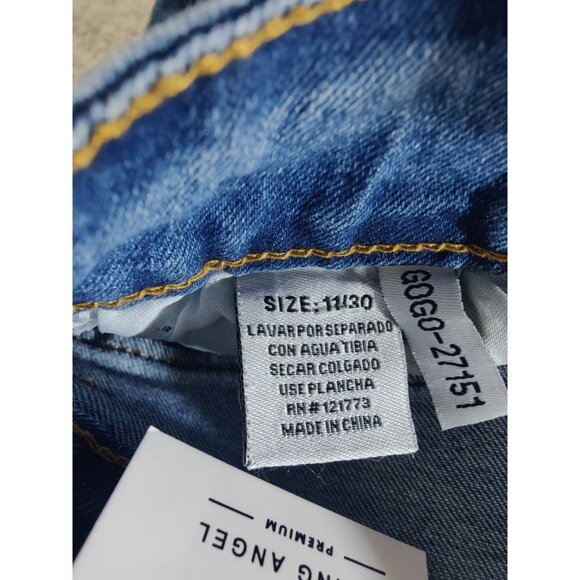 SIZE: 11/30
LAVAR POR SEPARADO
CON AGUA TIBIA
SECAR COLGADO
USE PLANCHA
RN# 121773
MADE IN CHINA
GOGO-27151
ANGEL
PREMIUM